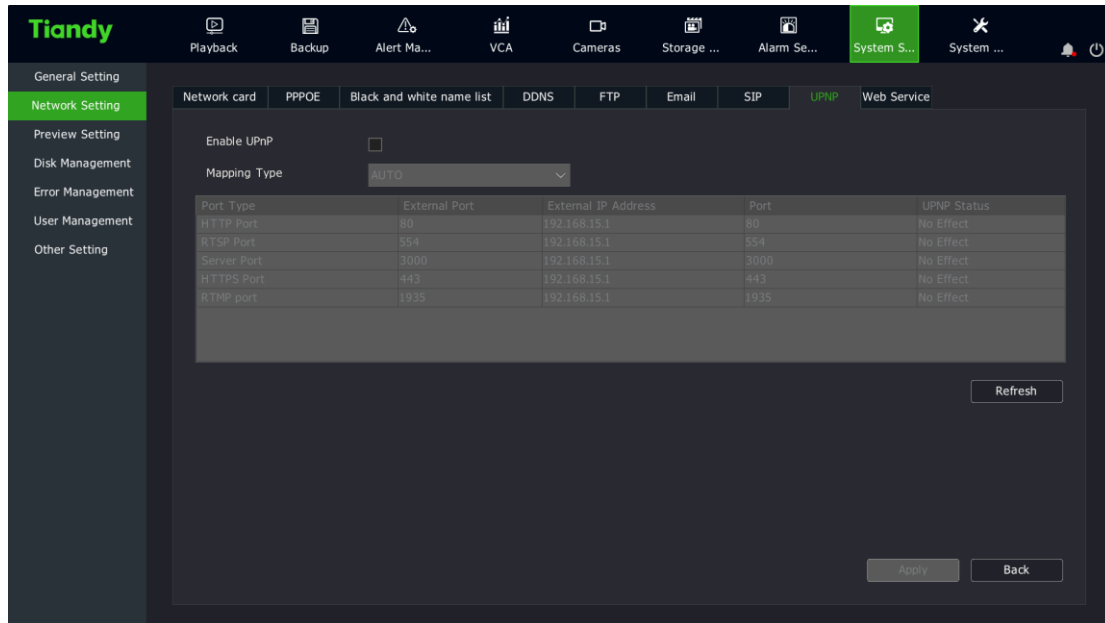 Tiandy
Playback Backup Alert Ma... VCA Cameras Storage ... Alarm Se... System S... System ...
General Setting
Network Setting
Preview Setting
Disk Management
Error Management
User Management
Other Setting
Network card PPPOE Black and white name list DDNS FTP Email SIP UPNP Web Service
Enable UPnP
Mapping Type AUTO
Port Type External Port External IP Address Port UPNP Status
HTTP Port 80 192.168.15.1 80 No Effect
RTSP Port 554 192.168.15.1 554 No Effect
Server Port 3000 192.168.15.1 3000 No Effect
HTTPS Port 443 192.168.15.1 443 No Effect
RTMP port 1935 192.168.15.1 1935 No Effect
Refresh
Apply Back